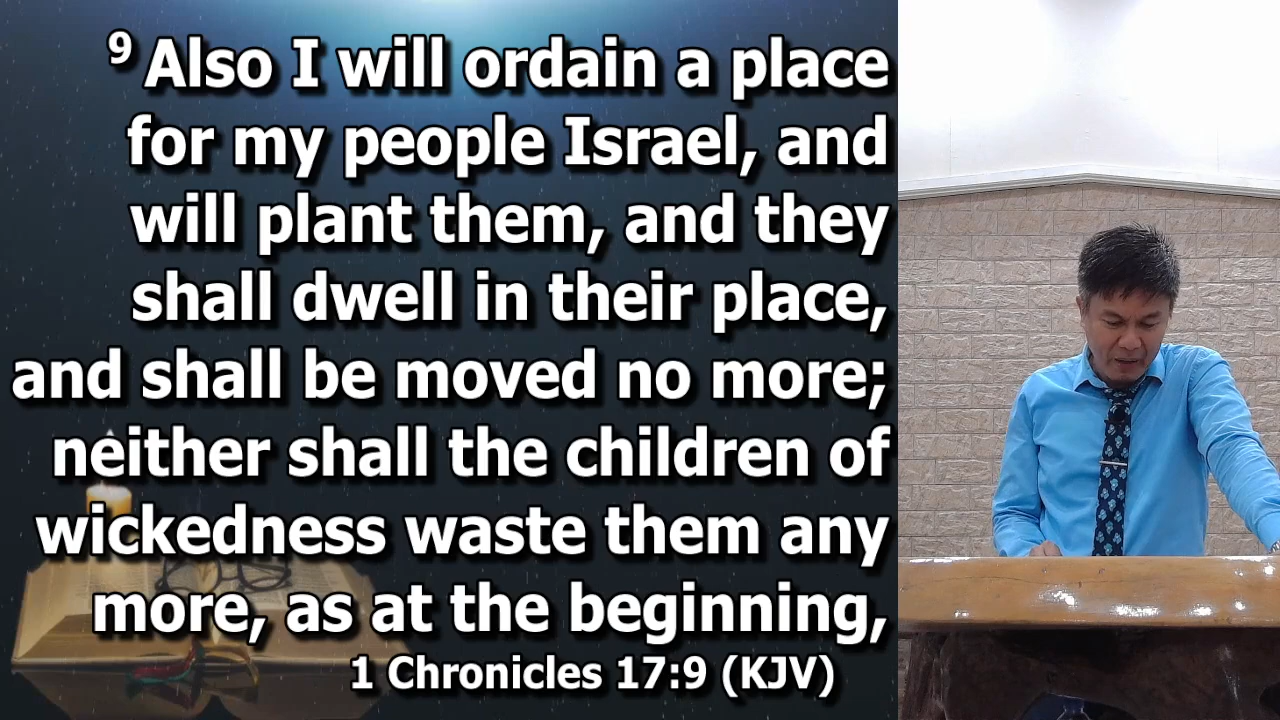 9 Also I will ordain a place
for my people Israel, and
will plant them, and they
shall dwell in their place,
and shall be moved no more;
neither shall the children of
wickedness waste them any
more, as at the beginning,
1 Chronicles 17:9 (KJV)